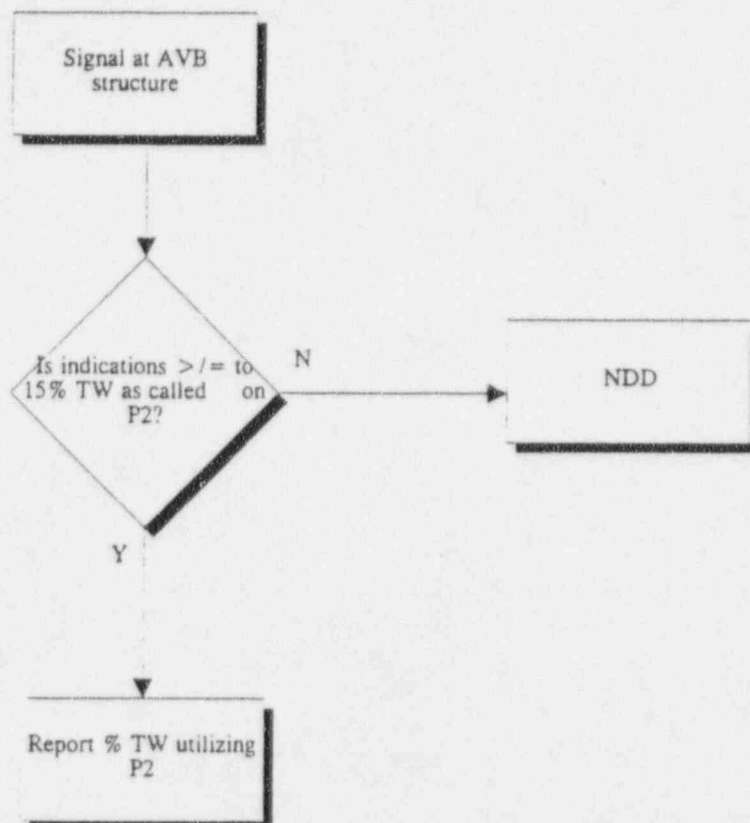 Signal at AVB
structure
Is indications >/= to
15% TW as called on
P2?
N
NDD
Y
Report % TW utilizing
P2